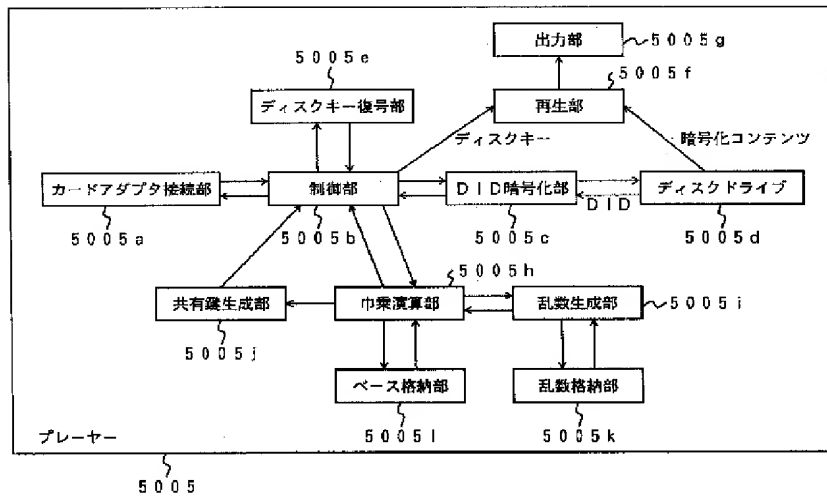 出力部
5005g
5005e
5005f
ディスクキー復号部
再生部
ディスクキー
暗号化コンテンツ
カードアダプタ接続部
制御部
DID暗号化部
ディスクドライブ
DID
5005a
5005b
5005c
5005d
5005h
共有鍵生成部
巾乗演算部
乱数生成部
5005i
5005j
ベース格納部
乱数格納部
プレーヤー
5005l
5005k
5005